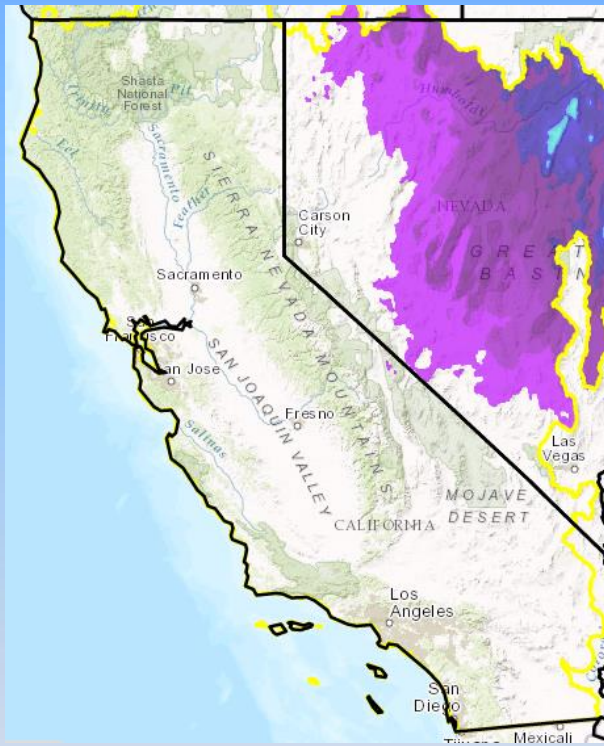 Shasta
National
Forest
Pit
Trinity
Eel
Sacramento
Feather
Humboldt
SIERRA NEVADA MOUNTAINS
NEVADA
Carson
City
GREAT
BASIN
Sacramento
San
Francisco
San Jose
SAN JOAQUIN VALLEY
Fresno
Salinas
Las
Vegas
MOJAVE
DESERT
CALIFORNIA
Los
Angeles
San
Diego
Mexicali